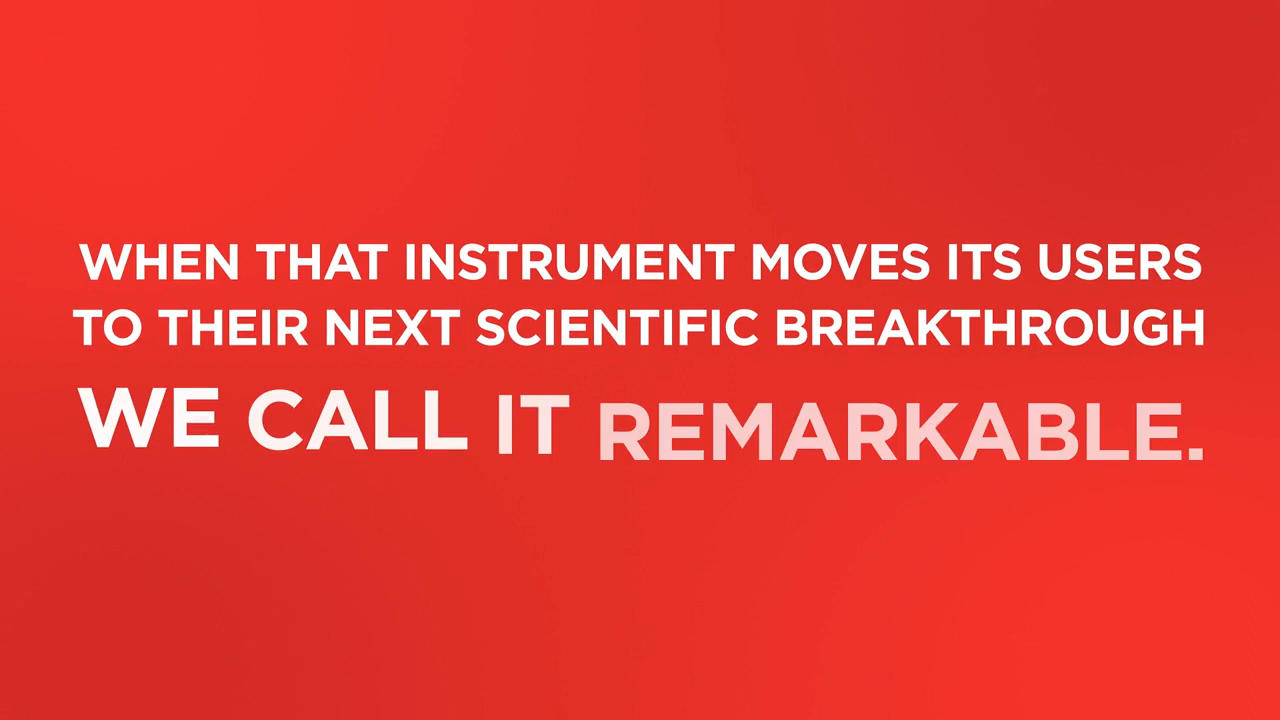 WHEN THAT INSTRUMENT MOVES ITS USERS
TO THEIR NEXT SCIENTIFIC BREAKTHROUGH
WE CALL IT REMARKABLE.